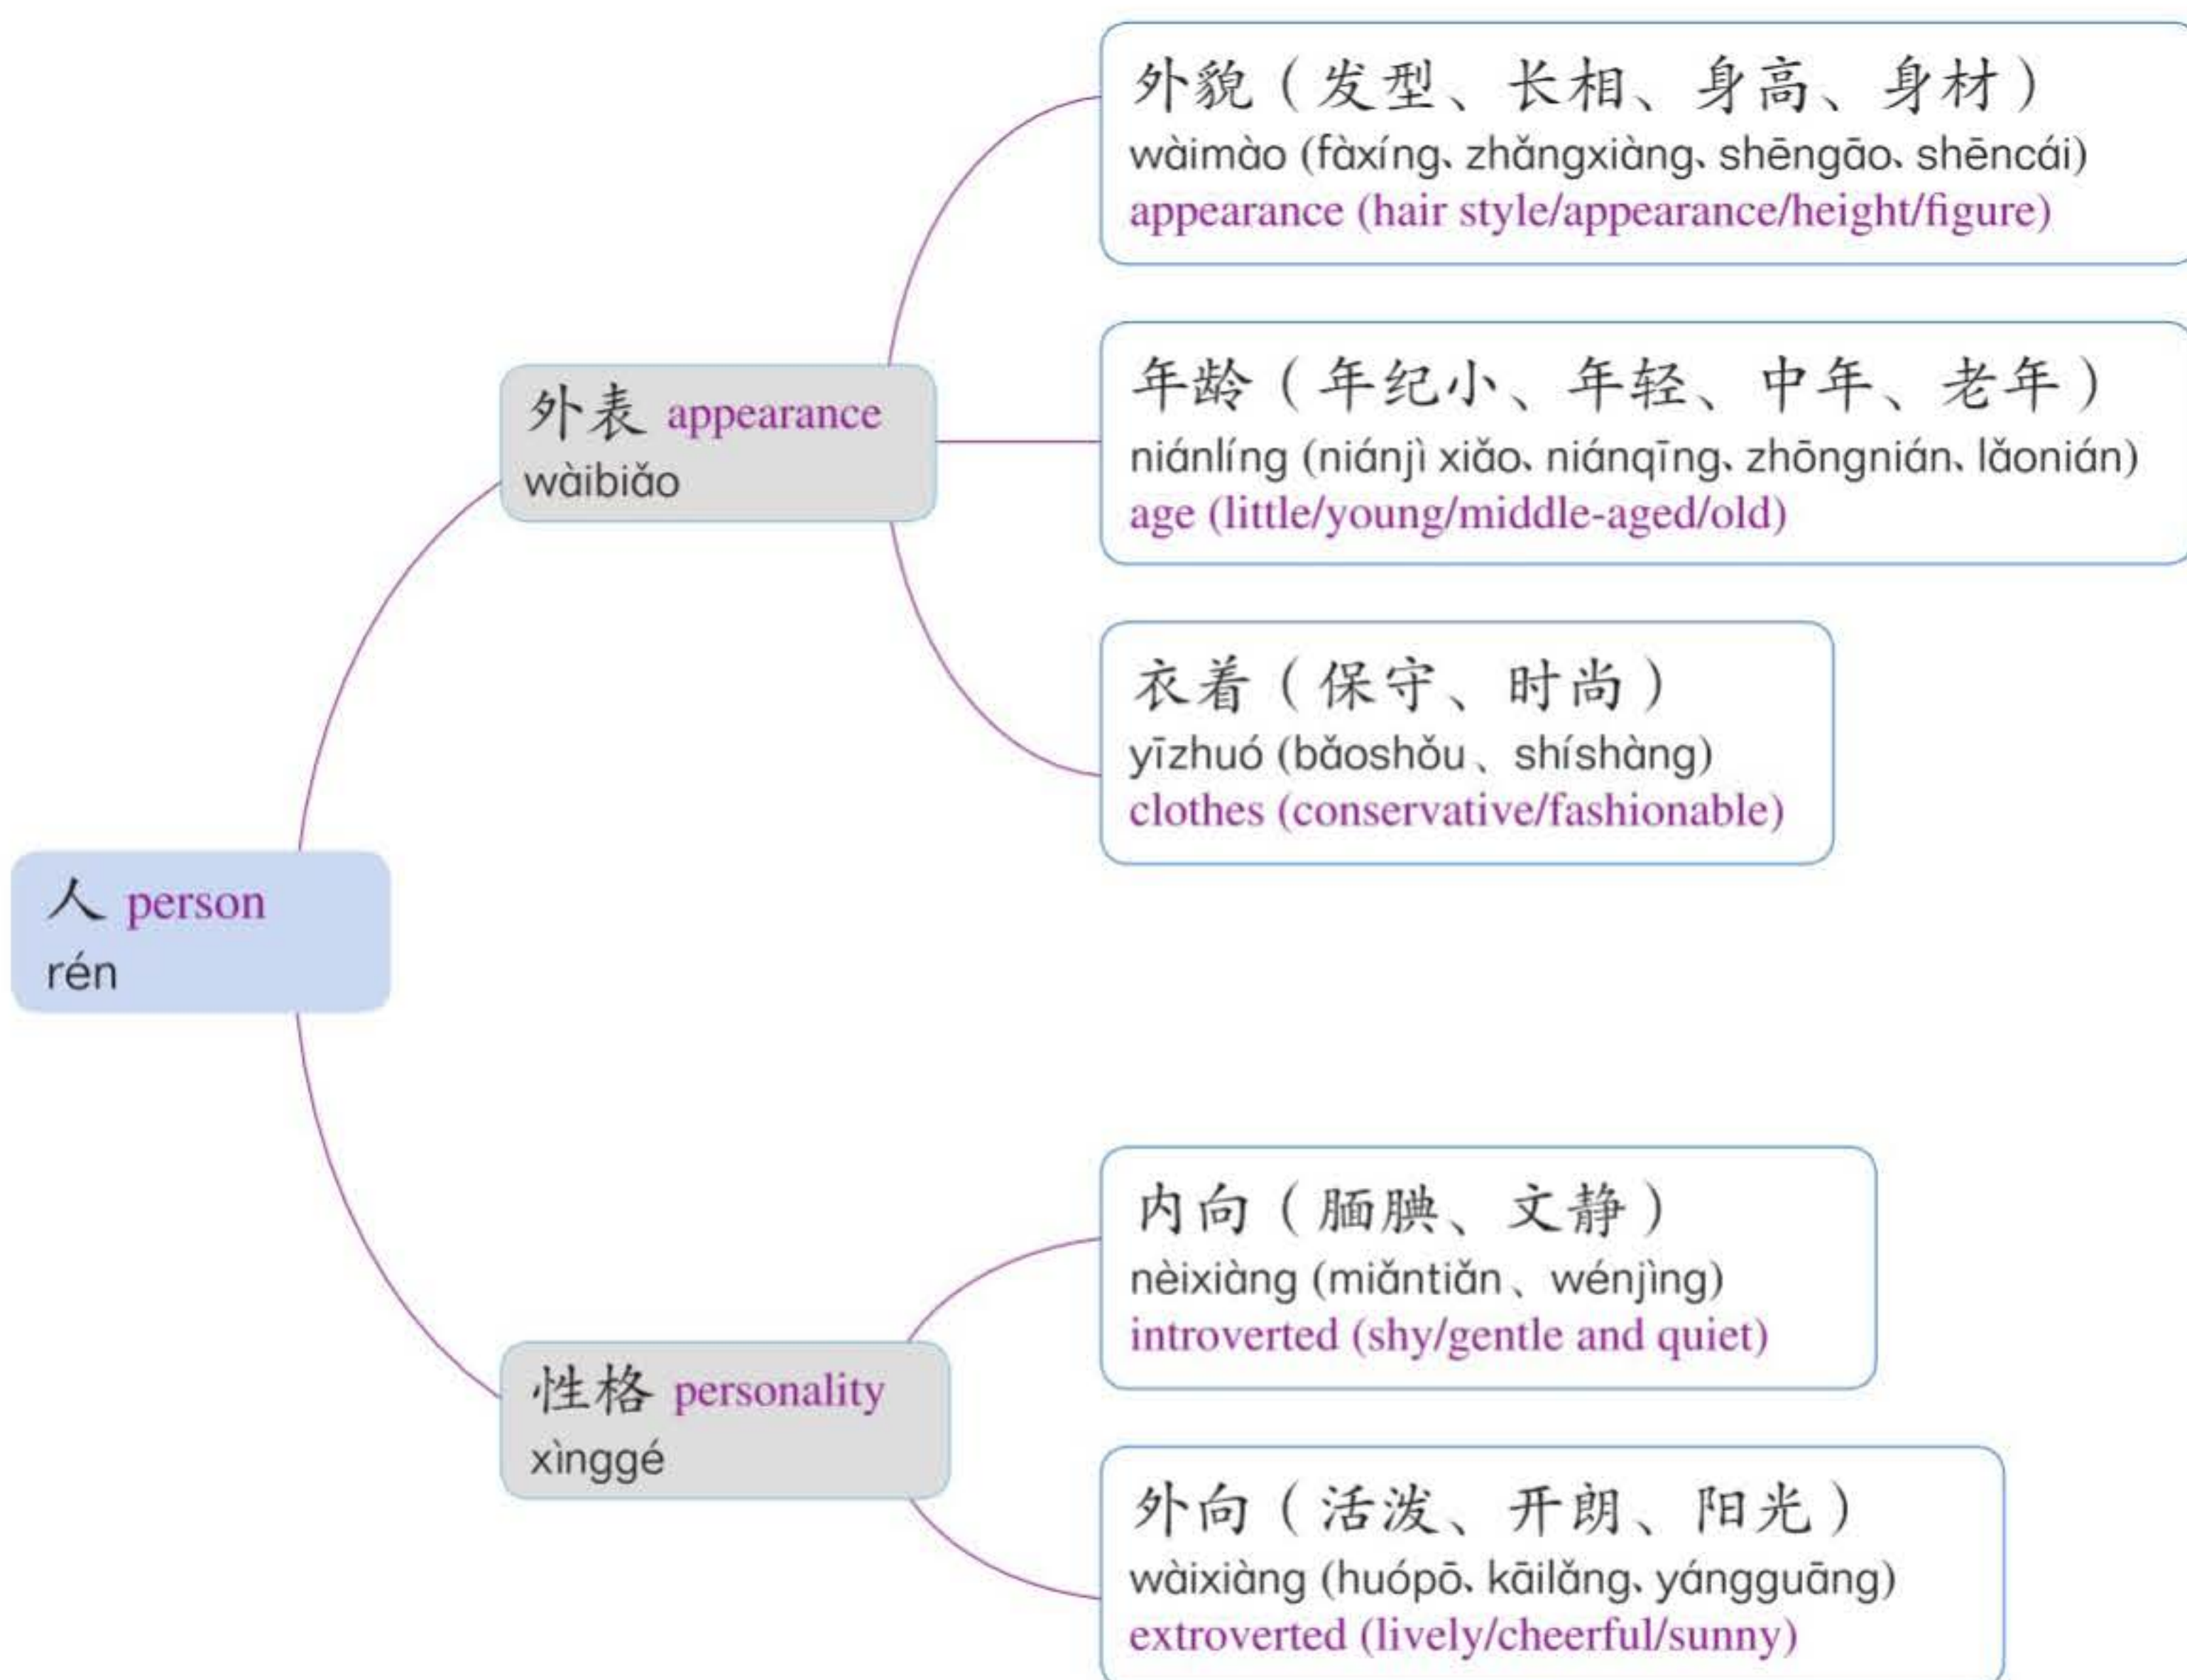 外貌（发型、长相、身高、身材）
wàimào (fàxíng、zhǎngxiàng、shēngāo、shēncái)
appearance (hair style/appearance/height/figure)
年龄（年纪小、年轻、中年、老年）
niánlíng (niánjì xiǎo、niánqīng、zhōngnián、lǎonián)
age (little/young/middle-aged/old)
外表 appearance
wàibiǎo
衣着（保守、时尚）
yīzhuó (bǎoshǒu、shíshàng)
clothes (conservative/fashionable)
人 person
rén
内向（腼腆、文静）
nèixiàng (miǎntiǎn、wénjìng)
introverted (shy/gentle and quiet)
性格 personality
xìnggé
外向（活泼、开朗、阳光）
wàixiàng (huópō、kāilǎng、yángguāng)
extroverted (lively/cheerful/sunny)